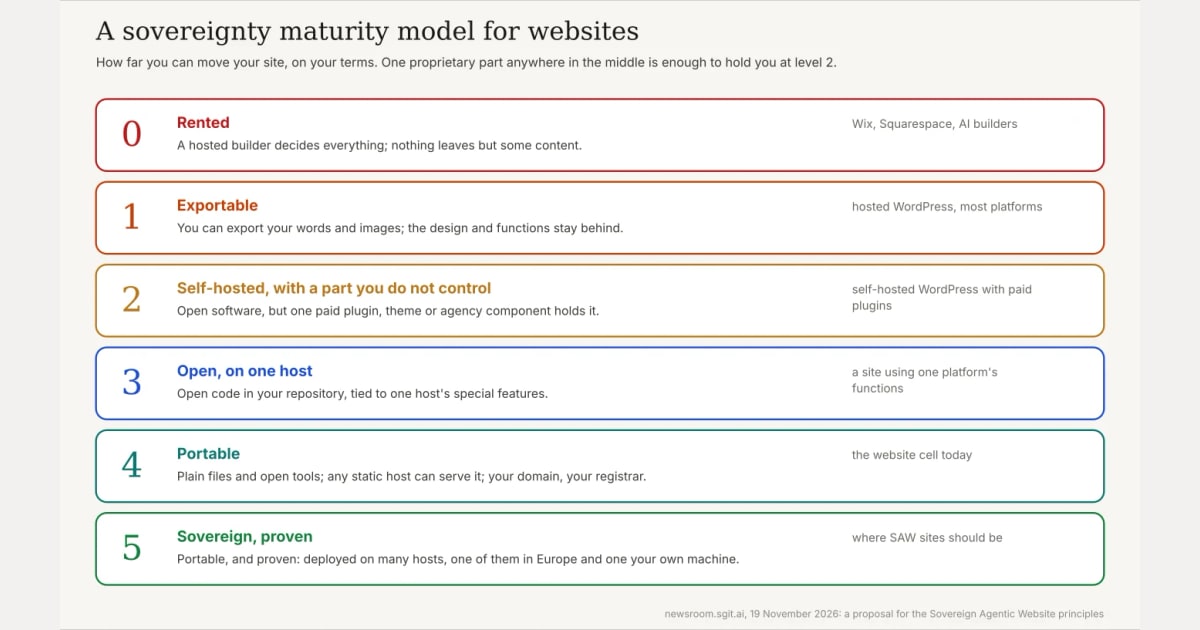 A sovereignty maturity model for websites
How far you can move your site, on your terms. One proprietary part anywhere in the middle is enough to hold you at level 2.
0
Rented
A hosted builder decides everything; nothing leaves but some content.
Wix, Squarespace, AI builders
1
Exportable
You can export your words and images; the design and functions stay behind.
hosted WordPress, most platforms
2
Self-hosted, with a part you do not control
Open software, but one paid plugin, theme or agency component holds it.
self-hosted WordPress with paid
plugins
3
Open, on one host
Open code in your repository, tied to one host's special features.
a site using one platform's
functions
4
Portable
Plain files and open tools; any static host can serve it; your domain, your registrar.
the website cell today
5
Sovereign, proven
Portable, and proven: deployed on many hosts, one of them in Europe and one your own machine.
where SAW sites should be
newsroom.sgit.ai, 19 November 2026: a proposal for the Sovereign Agentic Website principles